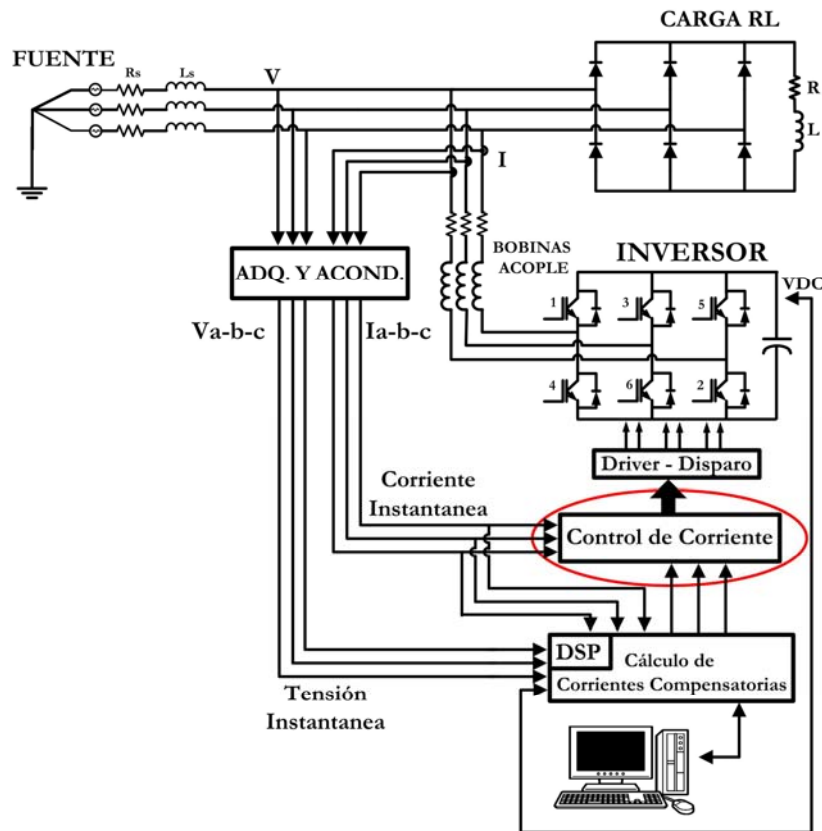 CARGA RL
FUENTE
Rs
Ls
V
R
L
I
BOBINAS
ACOPLE
INVERSOR
ADQ. Y ACOND.
VDC
1
3
5
Va-b-c
Ia-b-c
4
6
2
Driver - Disparo
Corriente
Instantanea
Control de Corriente
DSP
Cálculo de
Corrientes Compensatorias
Tensión
Instantanea